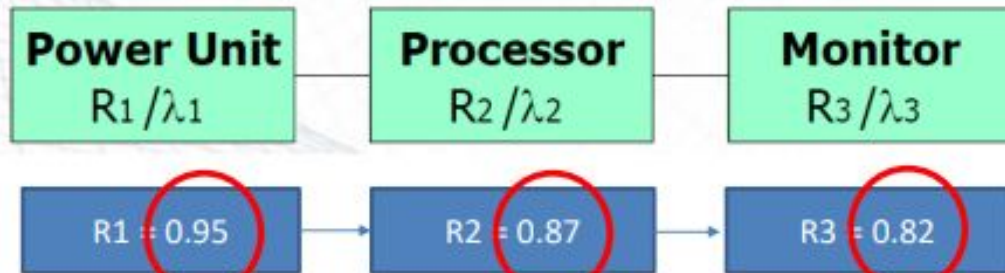 Power Unit
R1/λ1
Processor
R2/λ2
Monitor
R3/λ3
R1 = 0.95
R2 = 0.87
R3 = 0.82